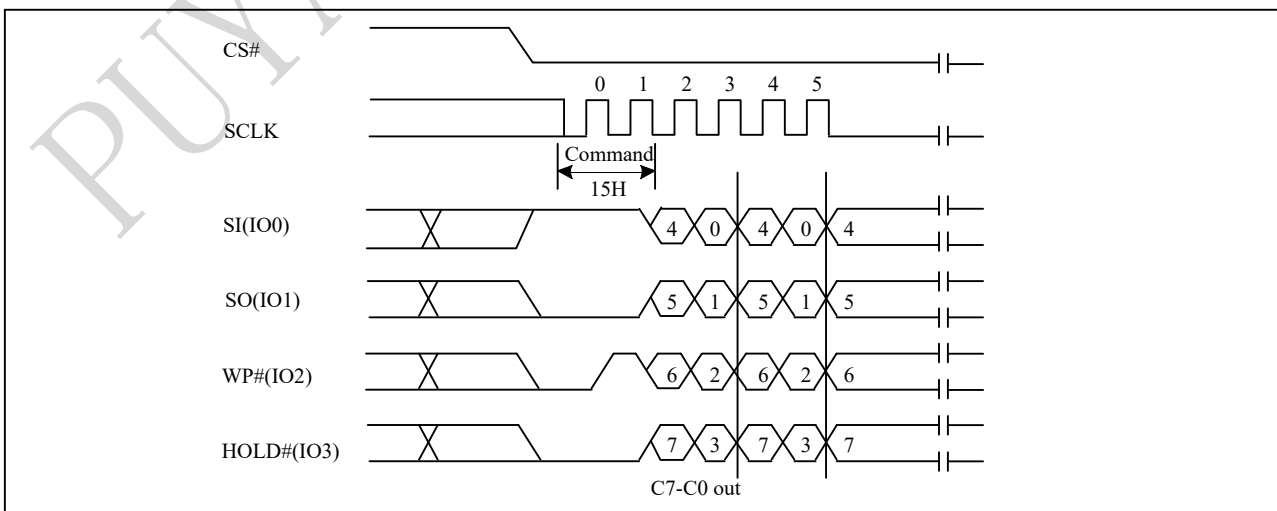 PUY
CS#
0 1 2 3 4 5
SCLK
Command
15H
SI(IO0) 4 0 4 0 4
SO(IO1) 5 1 5 1 5
WP#(IO2) 6 2 6 2 6
HOLD#(IO3) 7 3 7 3 7
C7-C0 out